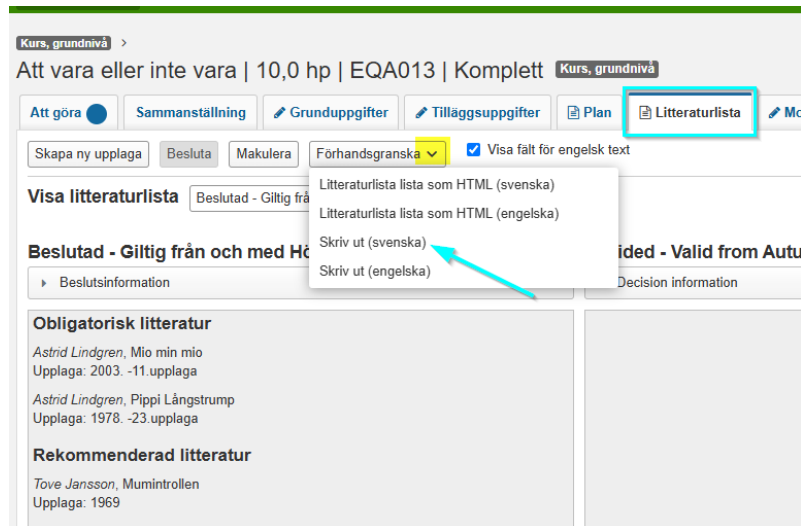 Kurs, grundnivå >
Att vara eller inte vara | 10,0 hp | EQA013 | Komplett Kurs, grundnivå
Att göra Sammanställning Grunduppgifter Tilläggsuppgifter Plan Litteraturlista Mo
Skapa ny upplaga Besluta Makulera Förhandsgranska Visa fält för engelsk text
Litteraturlista lista som HTML (svenska)
Visa litteraturlista Beslutad - Giltig frå
Litteraturlista lista som HTML (engelska)
Skriv ut (svenska)
Beslutad - Giltig från och med Hö ided - Valid from Autu
Skriv ut (engelska)
Beslutsinformation Decision information
Obligatorisk litteratur
Astrid Lindgren, Mio min mio
Upplaga: 2003. -11.upplaga
Astrid Lindgren, Pippi Långstrump
Upplaga: 1978. -23.upplaga
Rekommenderad litteratur
Tove Jansson, Mumintrollen
Upplaga: 1969